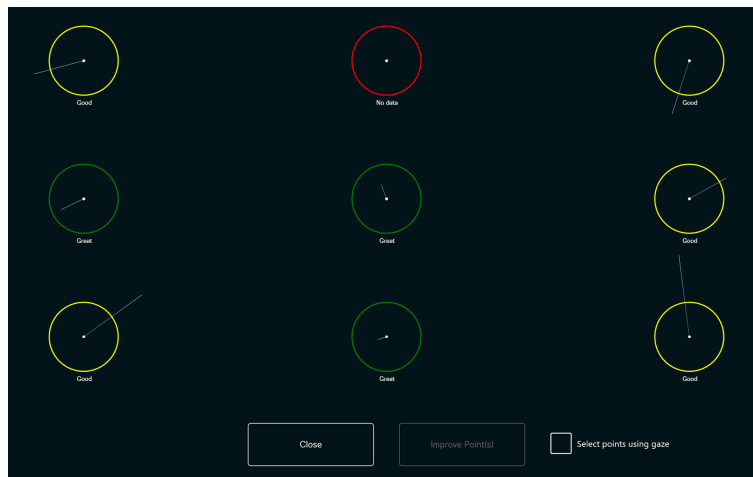 Good
No data
Good
Great
Great
Good
Good
Great
Good
Close
Improve Point(s)
Select points using gaze